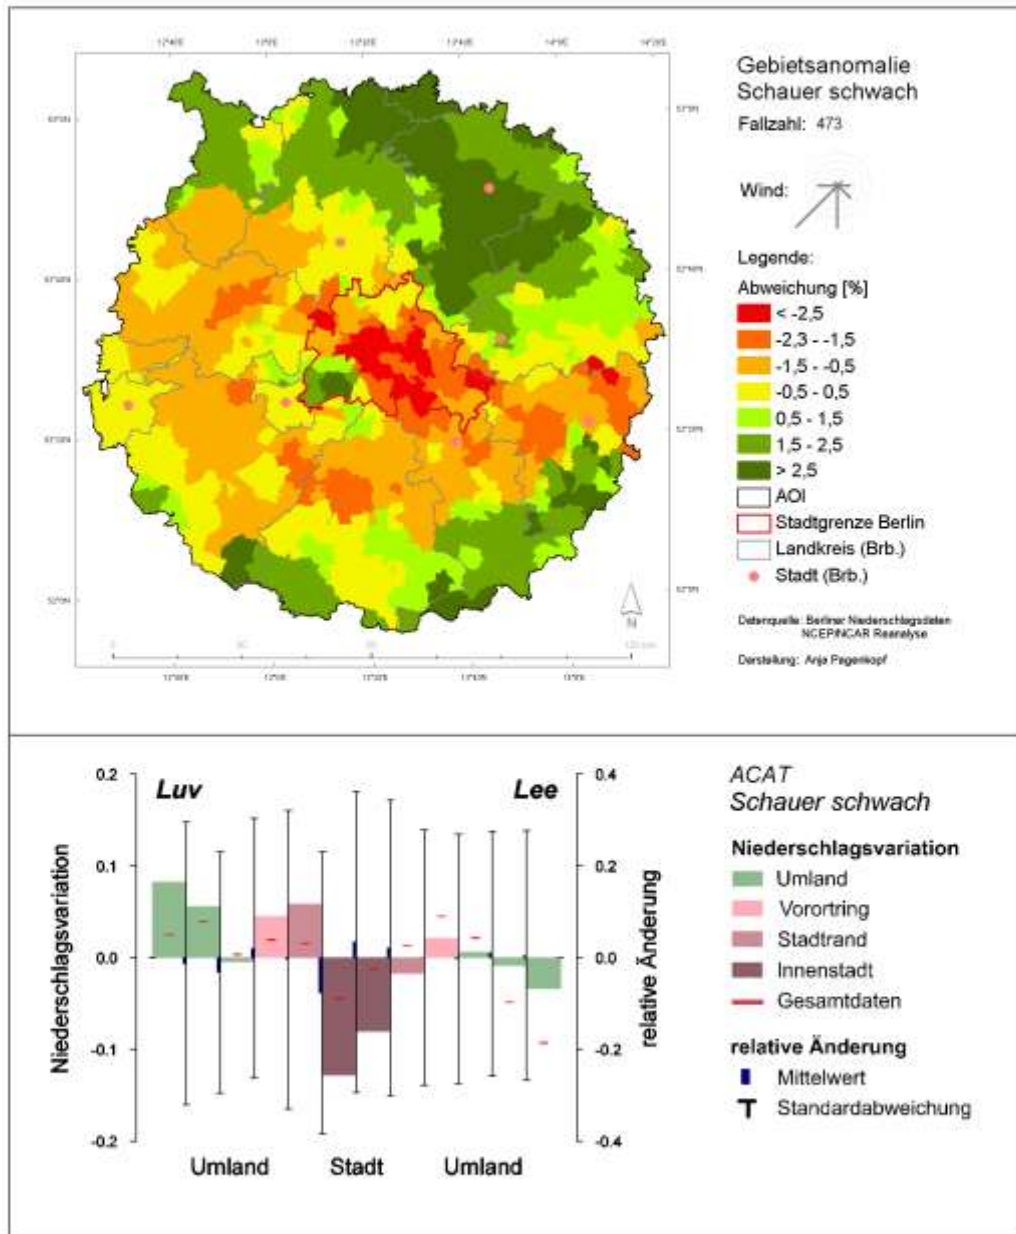 Gebietsanomalie
Schauer schwach
Fallzahl: 473
Wind:
Legende:
Abweichung [%]
< -2,5
-2,3 - -1,5
-1,5 - -0,5
-0,5 - 0,5
0,5 - 1,5
1,5 - 2,5
> 2,5
AOI
Stadtgrenze Berlin
Landkreis (Brb.)
Stadt (Brb.)
N
Datenquelle: Berliner Niederschlagsdaten
NCEP/NCAR Reanalyse
Darstellung: Anja Pagenkopf
Luv
Lee
0.2
0.1
0.0
-0.1
-0.2
Niederschlagsvariation
0.4
0.2
0.0
-0.2
-0.4
relative Änderung
Umland
Stadt
Umland
ACAT
Schauer schwach
Niederschlagsvariation
Umland
Vorortring
Stadtrand
Innenstadt
Gesamtdaten
relative Änderung
Mittelwert
Standardabweichung